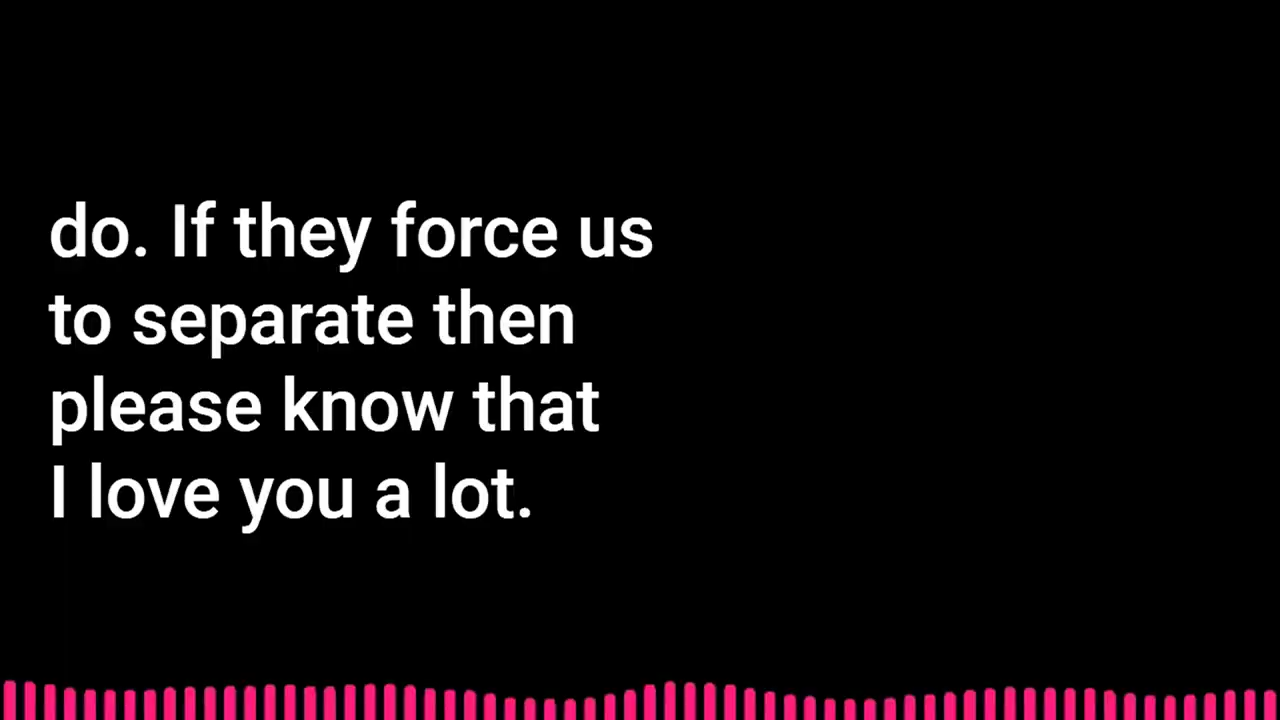 do. If they force us
to separate then
please know that
I love you a lot.